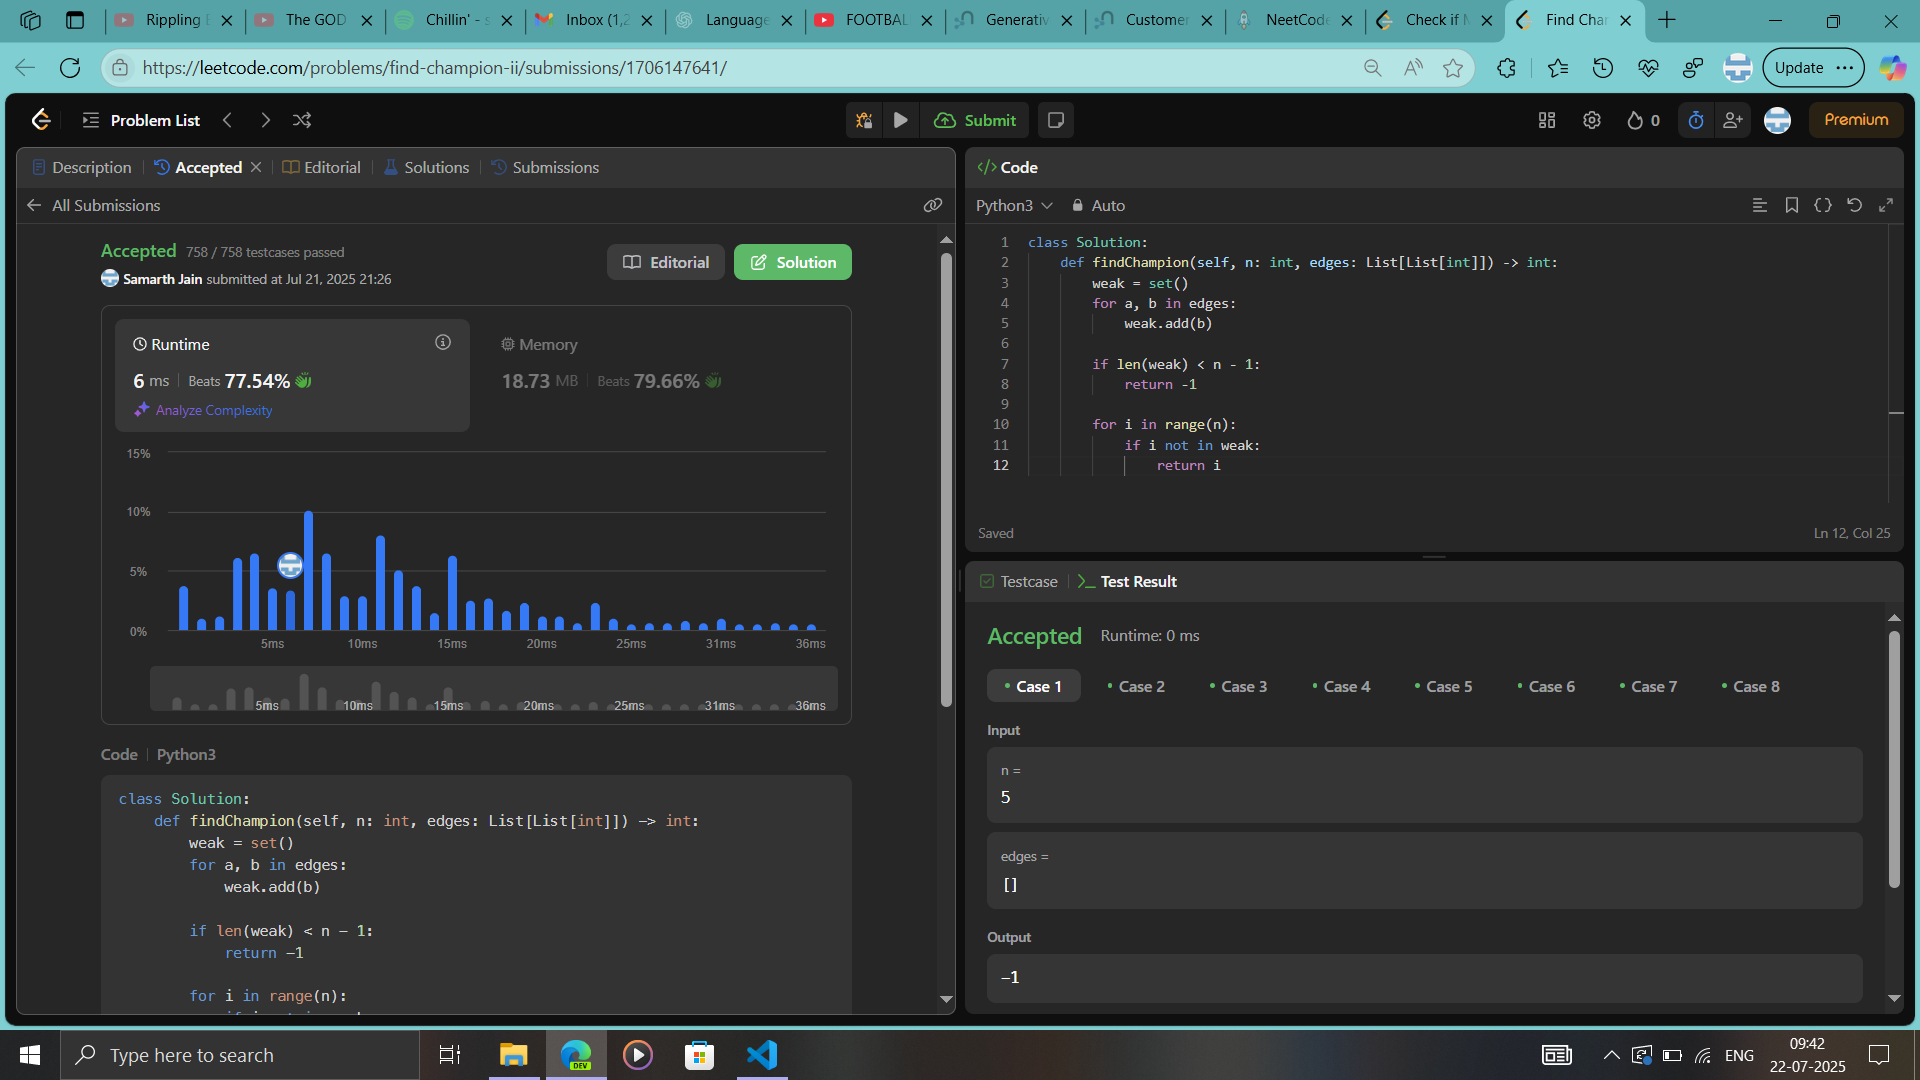 Rippling
The GOD
Chillin' - s
Inbox (1,2
Language
FOOTBAL
Generativ
Customer
NeetCode
Check if M
Find Char
https://leetcode.com/problems/find-champion-ii/submissions/1706147641/
Update
Problem List
Submit
0
Premium
Description
Accepted
Editorial
Solutions
Submissions
All Submissions
Accepted 758 / 758 testcases passed
Samarth Jain submitted at Jul 21, 2025 21:26
Editorial
Solution
Runtime
6 ms Beats 77.54%
Analyze Complexity
Memory
18.73 MB Beats 79.66%
15%
10%
5%
0%
5ms 10ms 15ms 20ms 25ms 31ms 36ms
5ms 10ms 15ms 20ms 25ms 31ms 36ms
Code Python3
class Solution:
def findChampion(self, n: int, edges: List[List[int]]) -> int:
weak = set()
for a, b in edges:
weak.add(b)
if len(weak) < n - 1:
return -1
for i in range(n):
Code
Python3 Auto
1 class Solution:
2 def findChampion(self, n: int, edges: List[List[int]]) -> int:
3 weak = set()
4 for a, b in edges:
5 weak.add(b)
6
7 if len(weak) < n - 1:
8 return -1
9
10 for i in range(n):
11 if i not in weak:
12 return i
Saved
Ln 12, Col 25
Testcase
Test Result
Accepted Runtime: 0 ms
Case 1 Case 2 Case 3 Case 4 Case 5 Case 6 Case 7 Case 8
Input
n =
5
edges =
[]
Output
-1
Type here to search
DEV
ENG
09:42
22-07-2025